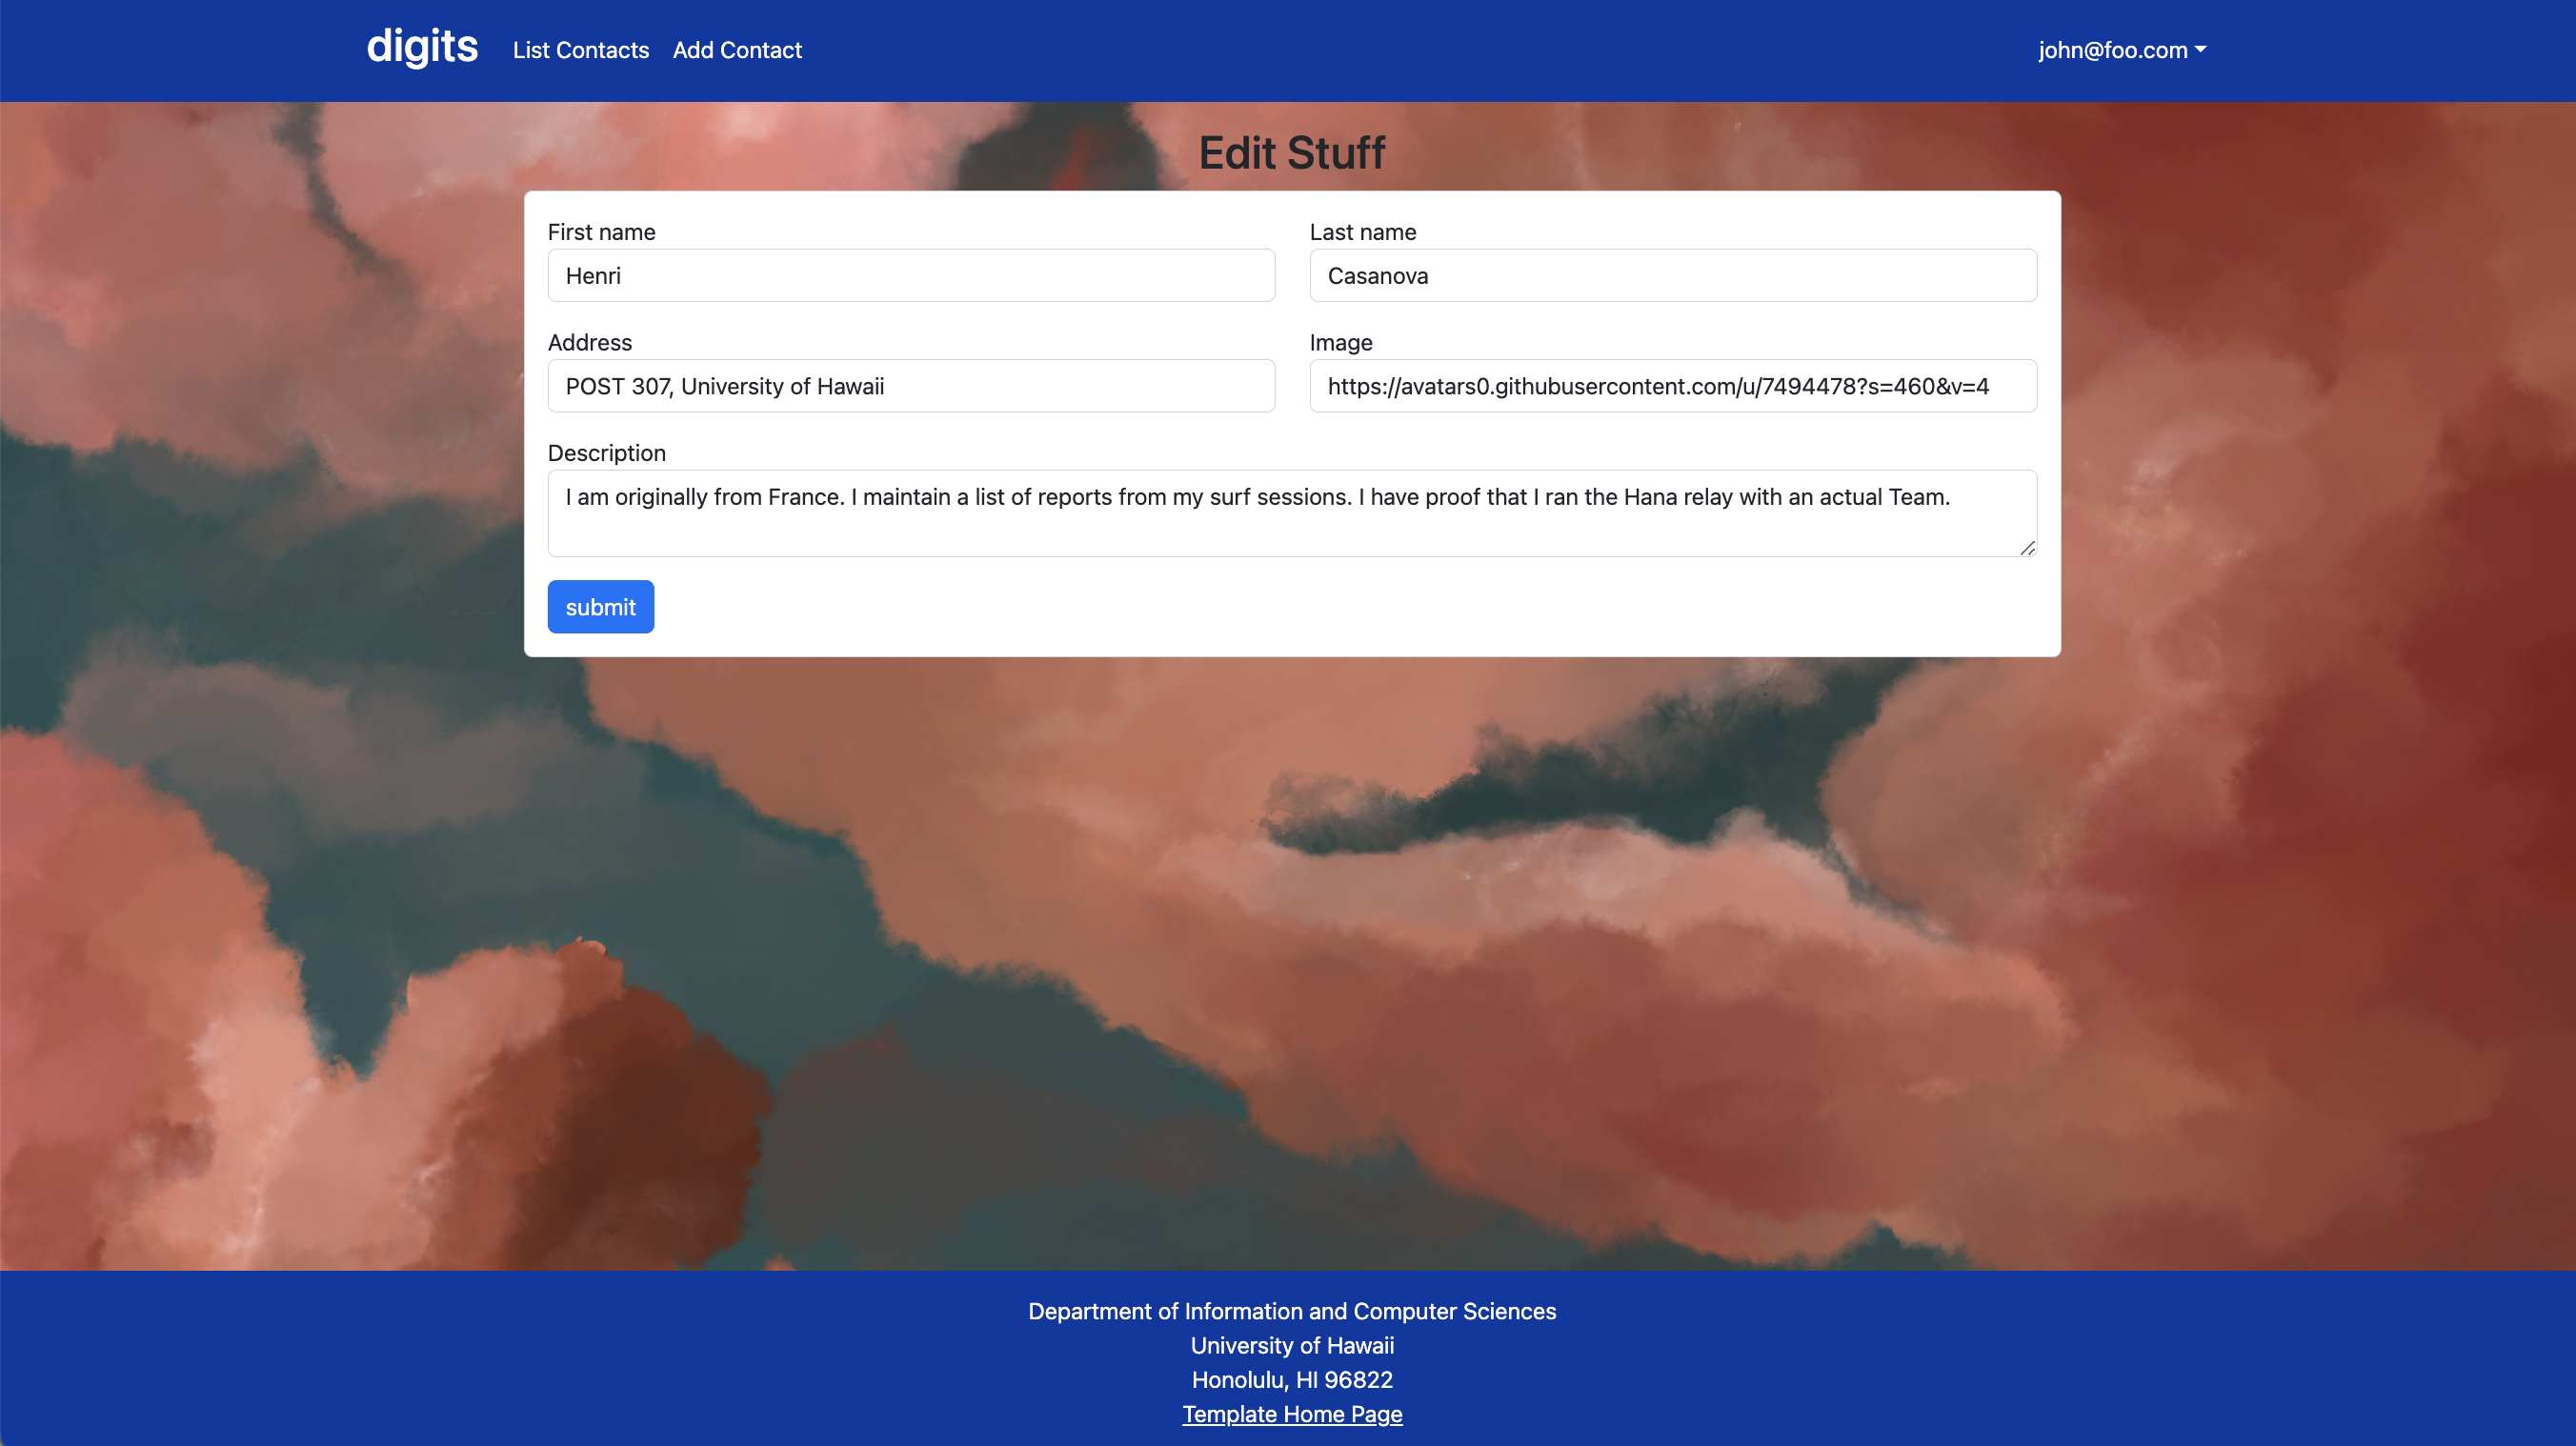 digits List Contacts Add Contact john@foo.com
Edit Stuff
First name Last name
Henri Casanova
Address Image
POST 307, University of Hawaii https://avatars0.githubusercontent.com/u/7494478?s=460&v=4
Description
I am originally from France. I maintain a list of reports from my surf sessions. I have proof that I ran the Hana relay with an actual Team.
submit
Department of Information and Computer Sciences
University of Hawaii
Honolulu, HI 96822
Template Home Page